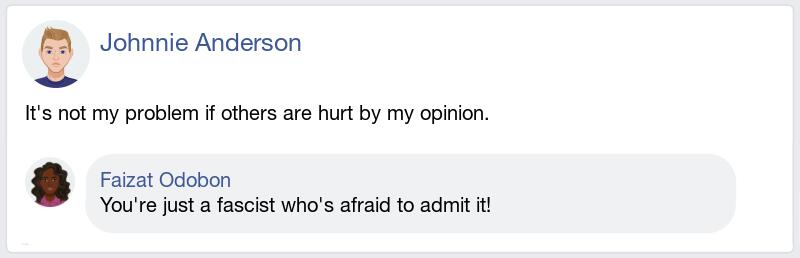 Johnnie Anderson
It's not my problem if others are hurt by my opinion.
Faizat Odobon
You're just a fascist who's afraid to admit it!